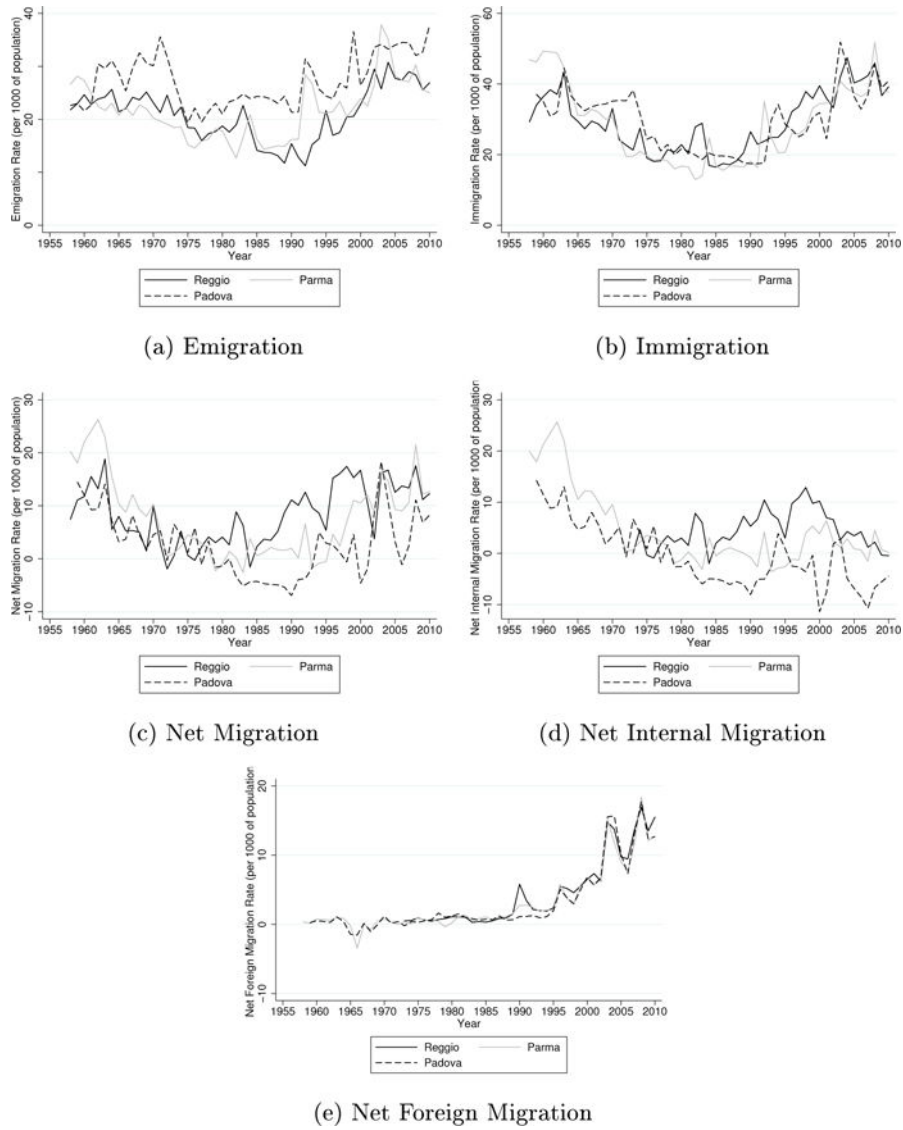 Emigration Rate (per 1000 of population)
0 20 40
1955 1960 1965 1970 1975 1980 1985 1990 1995 2000 2005 2010
Year
Reggio Parma
Padova
(a) Emigration
Immigration Rate (per 1000 of population)
0 20 40 60
1955 1960 1965 1970 1975 1980 1985 1990 1995 2000 2005 2010
Year
Reggio Parma
Padova
(b) Immigration
Net Migration Rate (per 1000 of population)
-10 0 10 20 30
1955 1960 1965 1970 1975 1980 1985 1990 1995 2000 2005 2010
Year
Reggio Parma
Padova
(c) Net Migration
Net Internal Migration Rate (per 1000 of population)
-10 0 10 20 30
1955 1960 1965 1970 1975 1980 1985 1990 1995 2000 2005 2010
Year
Reggio Parma
Padova
(d) Net Internal Migration
Net Foreign Migration Rate (per 1000 of population)
-10 0 10 20
1955 1960 1965 1970 1975 1980 1985 1990 1995 2000 2005 2010
Year
Reggio Parma
Padova
(e) Net Foreign Migration